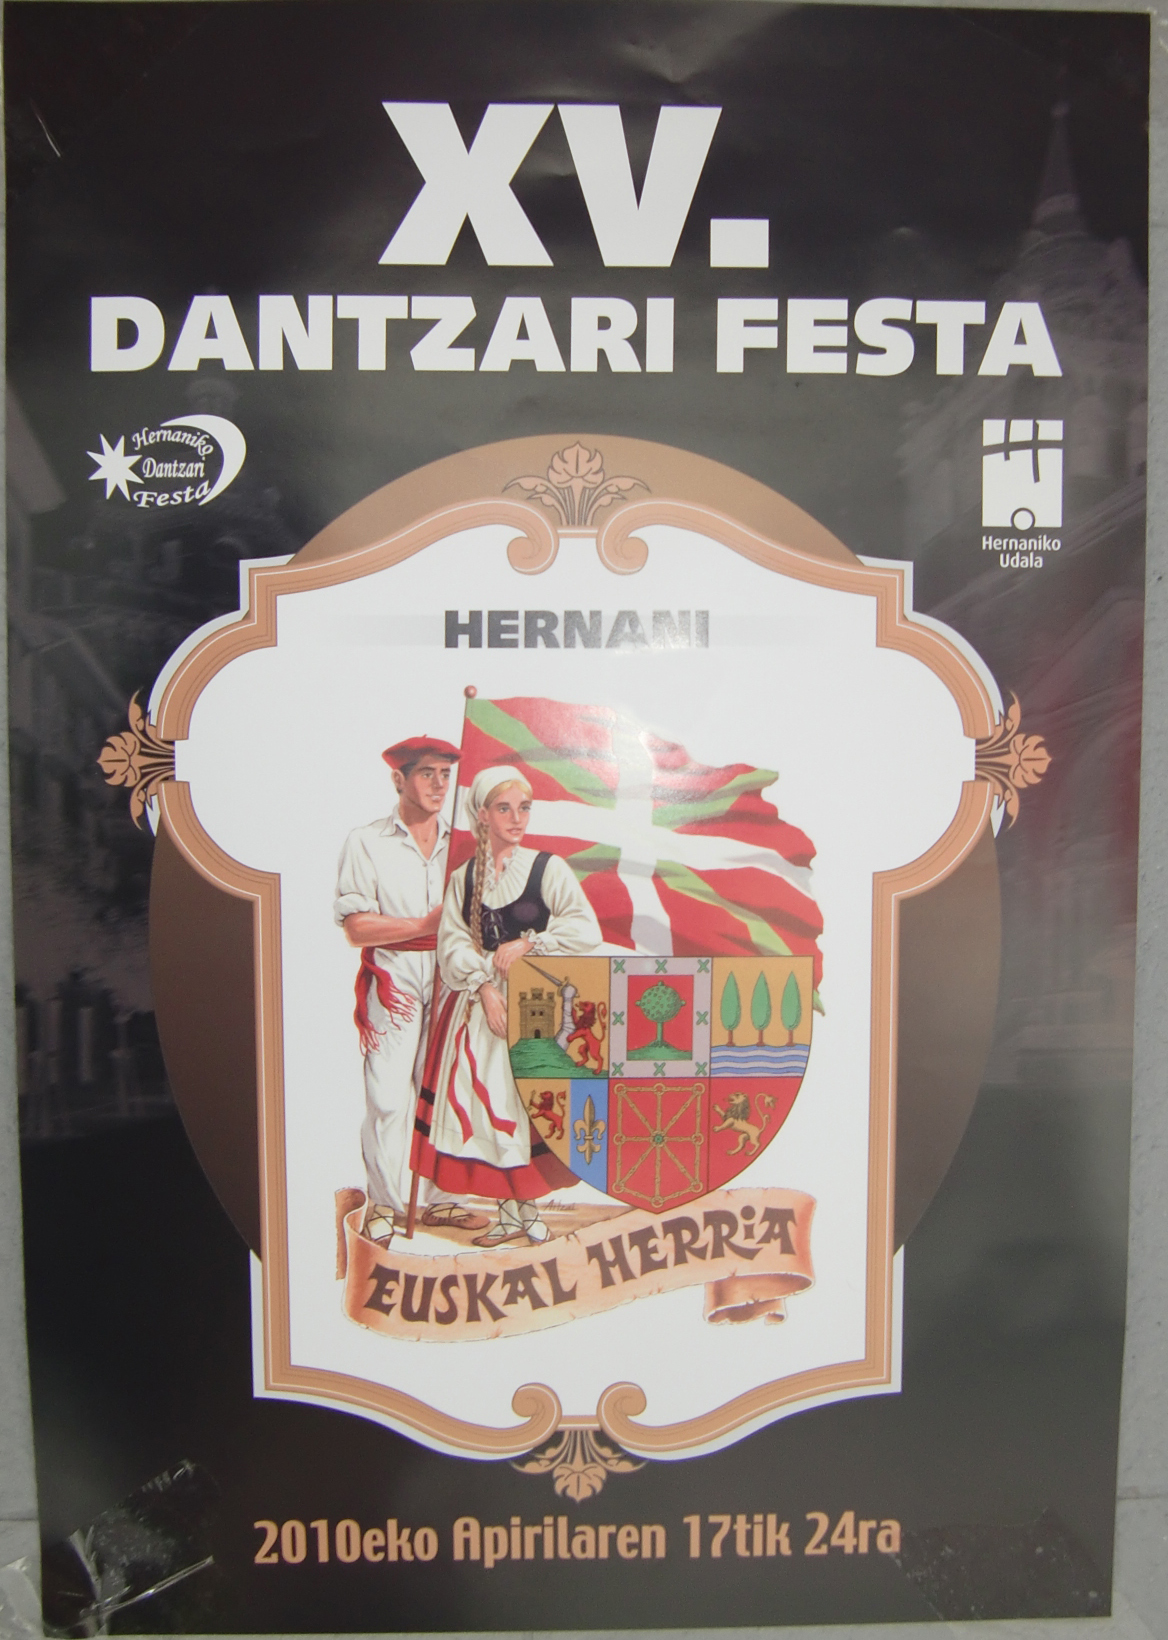 XV.
DANTZARI FESTA
Hernaniko
Dantzari
Festa
Hernaniko
Udala
HERNANI
EUSKAL HERRiA
2010eko Apirilaren 17tik 24ra